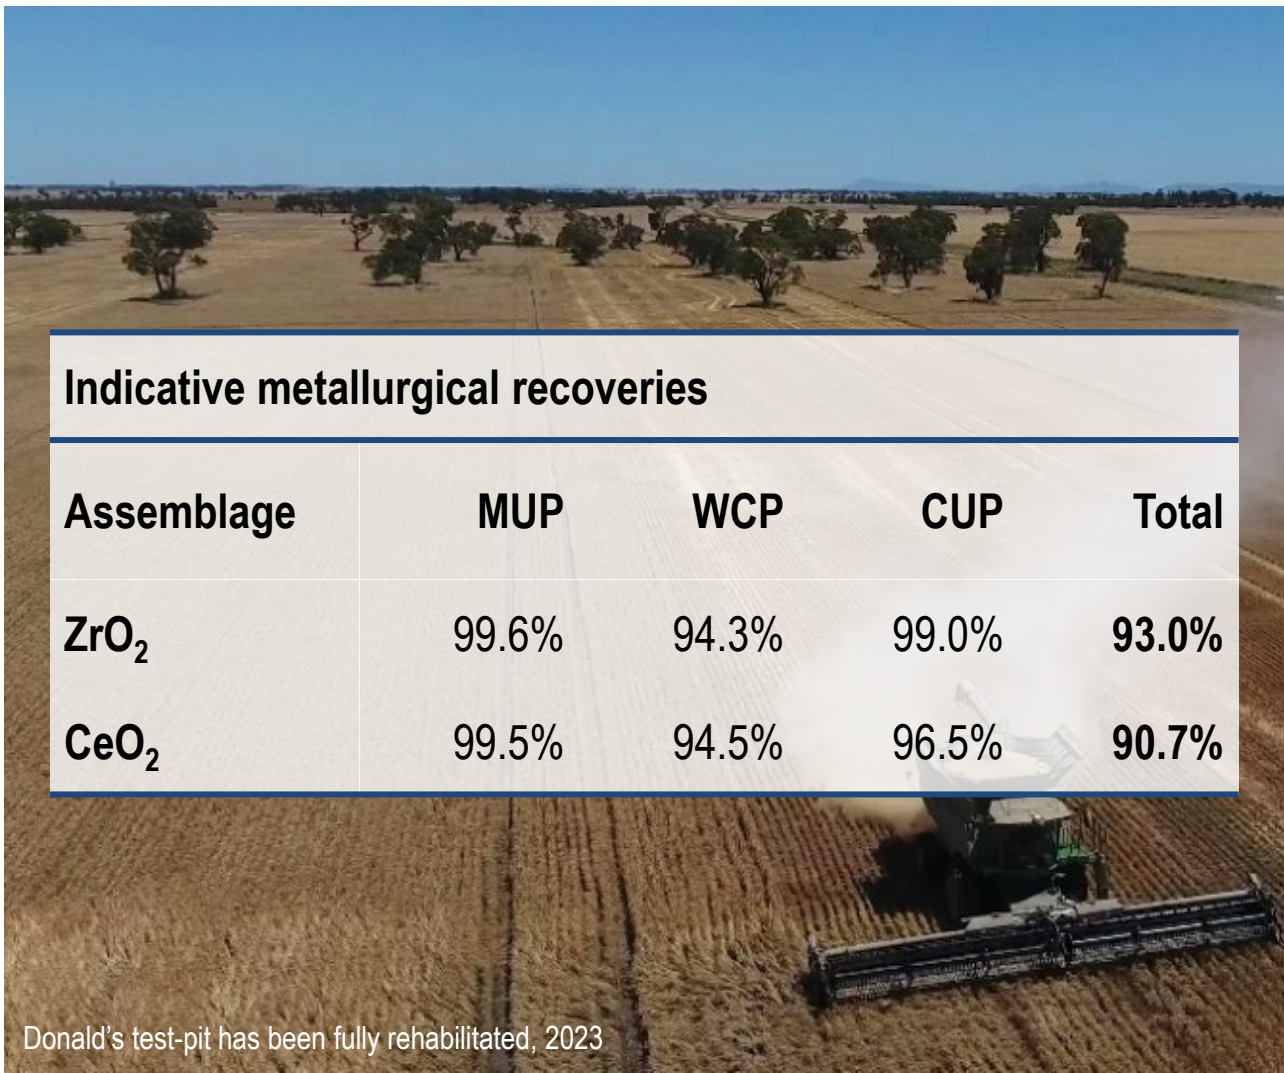 Indicative metallurgical recoveries
Assemblage MUP WCP CUP Total
ZrO₂ 99.6% 94.3% 99.0% 93.0%
CeO₂ 99.5% 94.5% 96.5% 90.7%
Donald's test-pit has been fully rehabilitated, 2023